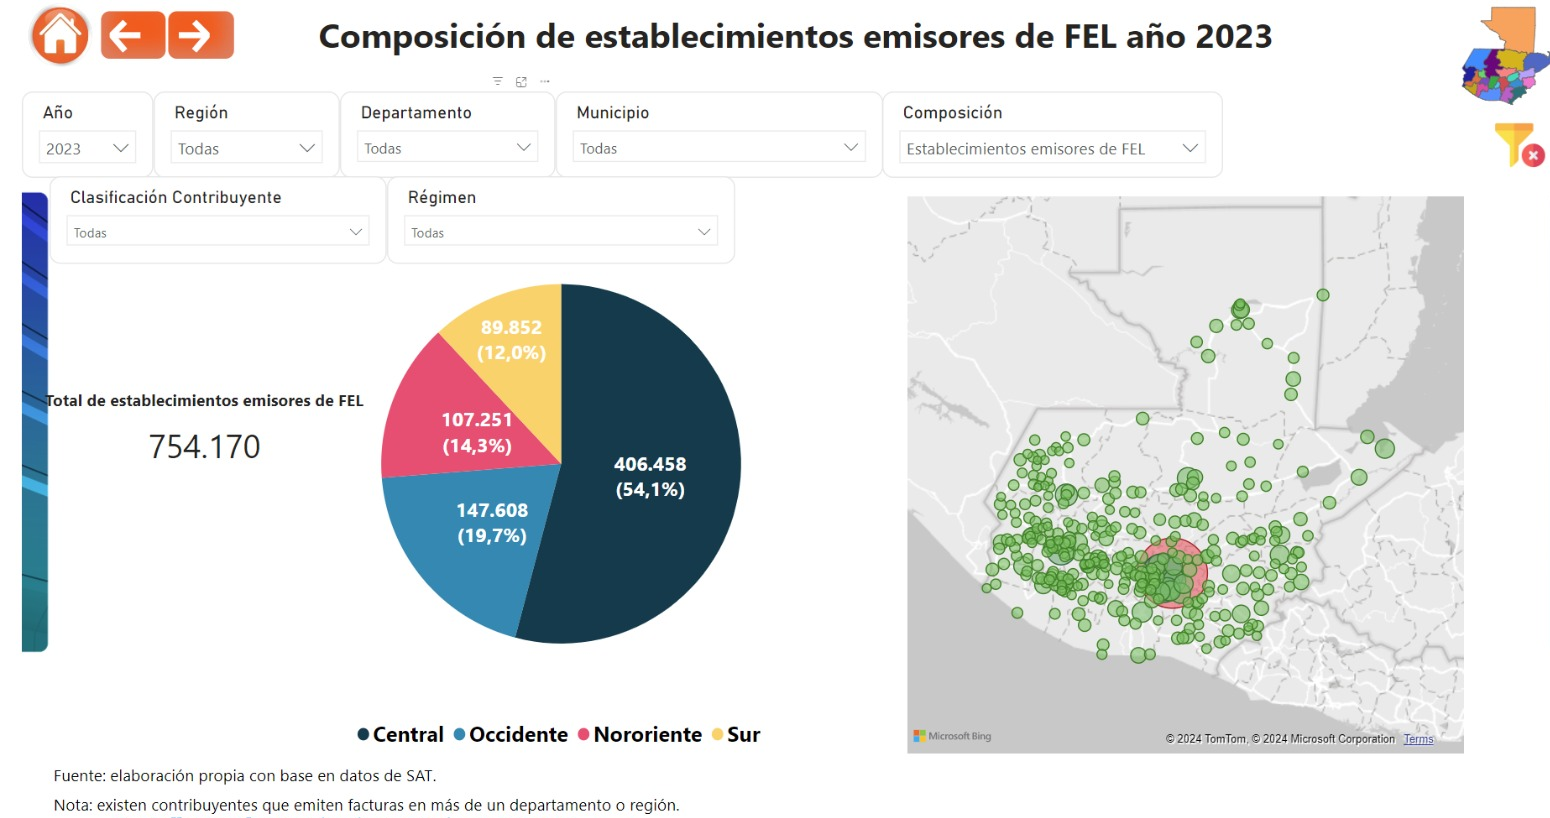 Composición de establecimientos emisores de FEL año 2023
Año
Región
Departamento
Municipio
Composición
2023
Todas
Todas
Todas
Establecimientos emisores de FEL
Clasificación Contribuyente
Régimen
Todas
Todas
89.852
(12,0%)
107.251
(14,3%)
Total de establecimientos emisores de FEL
754.170
406.458
(54,1%)
147.608
(19,7%)
Central
Occidente
Nororiente
Sur
Microsoft Bing
© 2024 TomTom, © 2024 Microsoft Corporation Terms
Fuente: elaboración propia con base en datos de SAT.
Nota: existen contribuyentes que emiten facturas en más de un departamento o región.